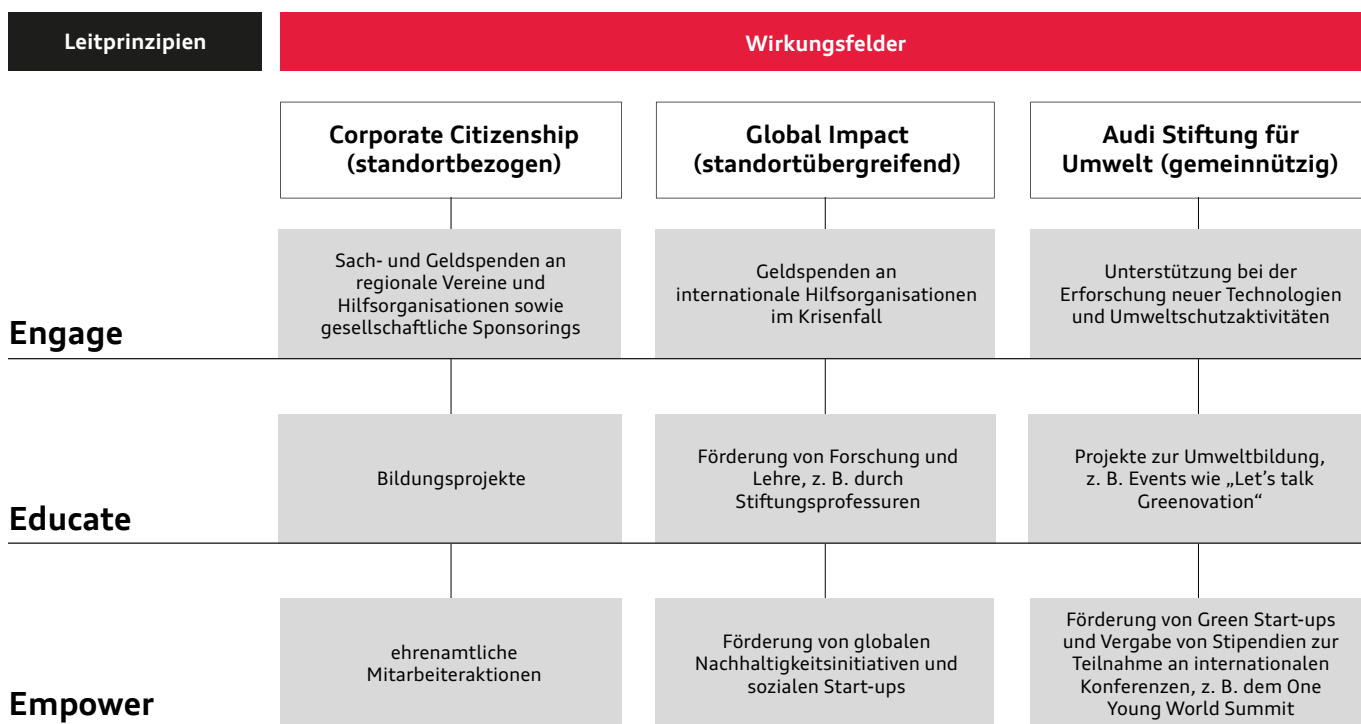 Leitprinzipien
Wirkungsfelder
Corporate Citizenship
(standortbezogen)
Global Impact
(standortübergreifend)
Audi Stiftung für
Umwelt (gemeinnützig)
Engage
Sach- und Geldspenden an
regionale Vereine und
Hilfsorganisationen sowie
gesellschaftliche Sponsorings
Geldspenden an
internationale Hilfsorganisationen
im Krisenfall
Unterstützung bei der
Erforschung neuer Technologien
und Umweltschutzaktivitäten
Educate
Bildungsprojekte
Förderung von Forschung und
Lehre, z. B. durch
Stiftungsprofessuren
Projekte zur Umweltbildung,
z. B. Events wie „Let’s talk
Greenovation“
Empower
ehrenamtliche
Mitarbeiteraktionen
Förderung von globalen
Nachhaltigkeitsinitiativen und
sozialen Start-ups
Förderung von Green Start-ups
und Vergabe von Stipendien zur
Teilnahme an internationalen
Konferenzen, z. B. dem One
Young World Summit